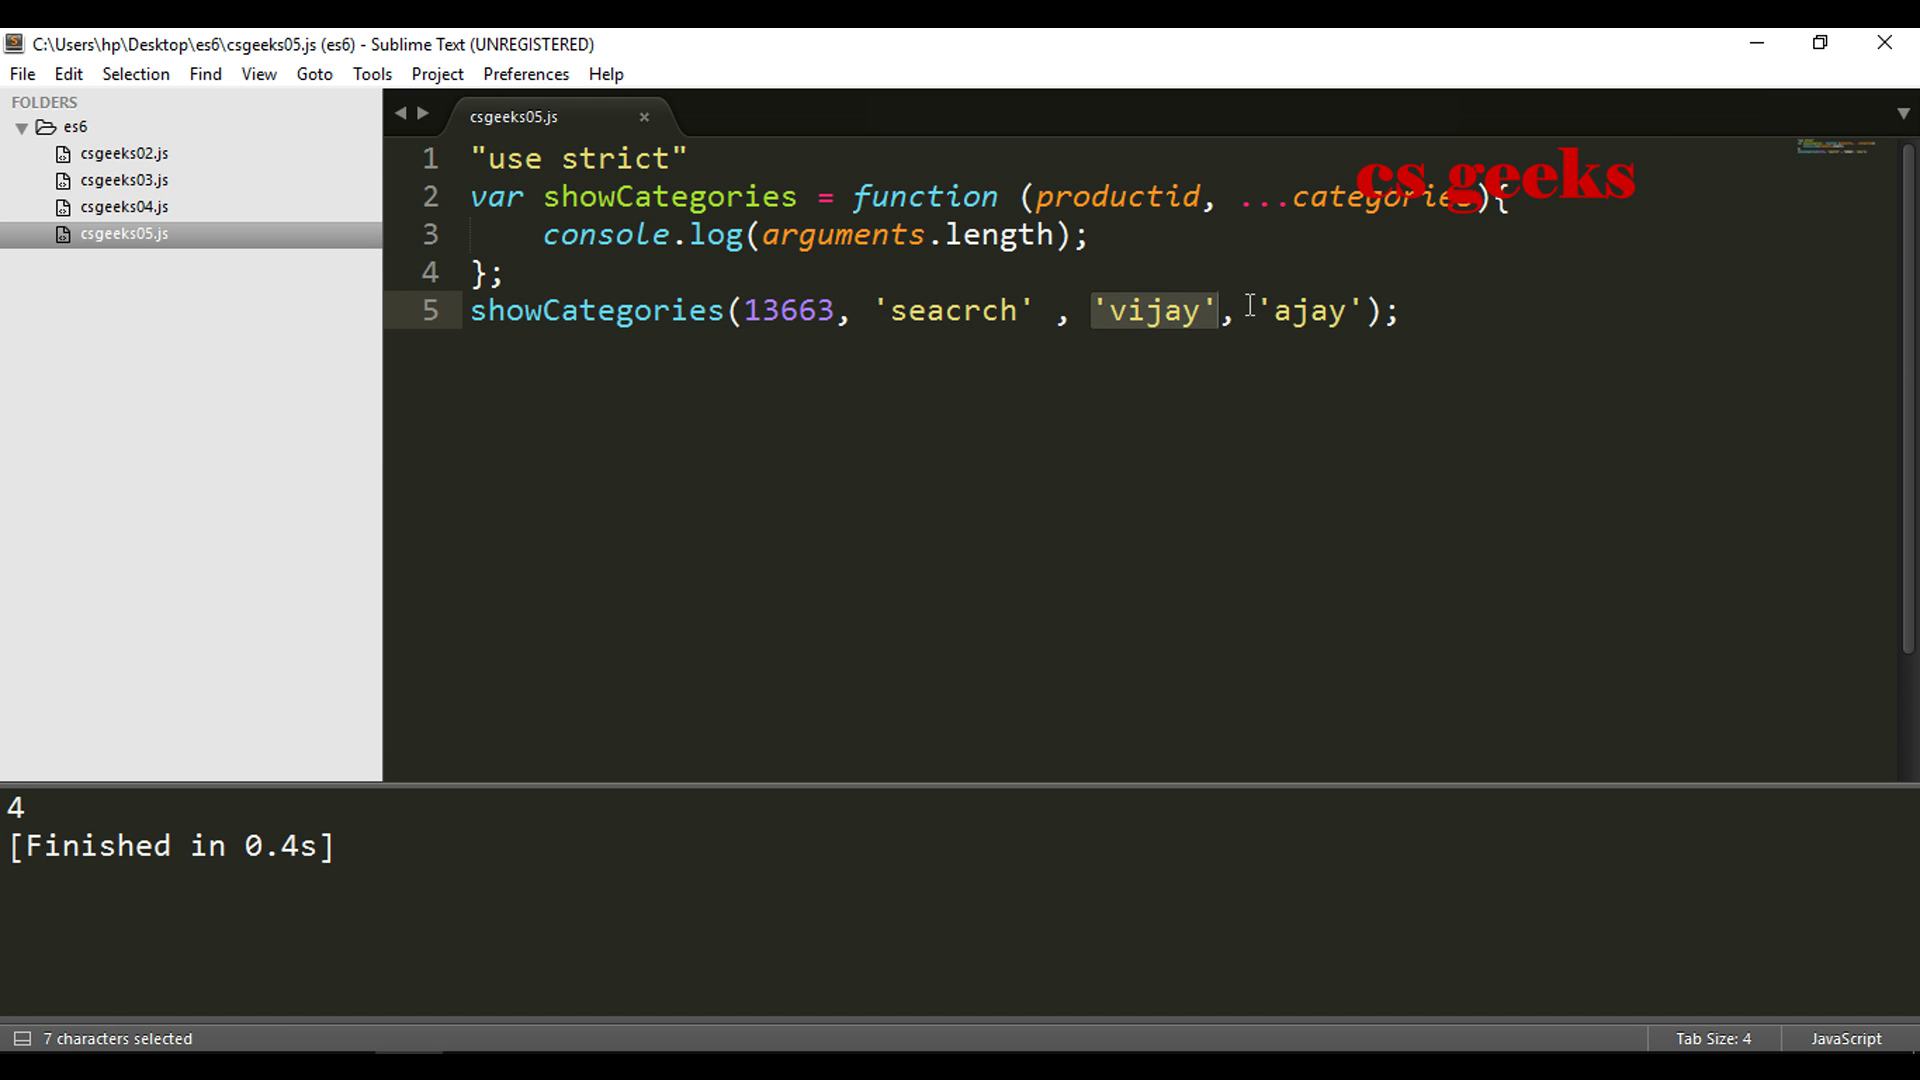 C:\Users\hp\Desktop\es6\csgeeks05.js (es6) - Sublime Text (UNREGISTERED)
File Edit Selection Find View Goto Tools Project Preferences Help
FOLDERS
es6
csgeeks02.js
csgeeks03.js
csgeeks04.js
csgeeks05.js
csgeeks05.js
cs geeks
1 "use strict"
2 var showCategories = function (productid, ...categories){
3 console.log(arguments.length);
4 };
5 showCategories(13663, 'seacrch' , 'vijay', 'ajay');
4
[Finished in 0.4s]
7 characters selected
Tab Size: 4
JavaScript